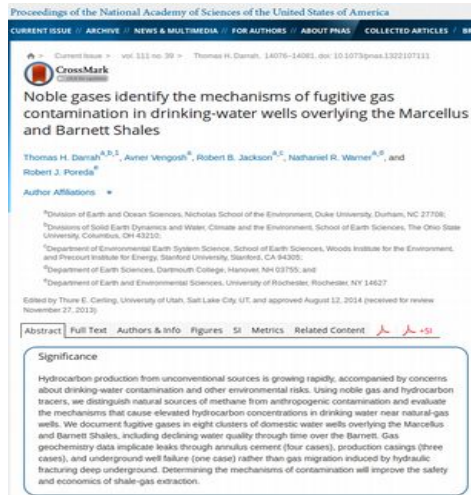 Proceedings of the National Academy of Sciences of the United States of America
CURRENT ISSUE // ARCHIVE // NEWS & MULTIMEDIA // FOR AUTHORS // ABOUT PNAS COLLECTED ARTICLES /
> Current Issue > vol. 111 no. 39 > Thomas H. Darrah, 14076–14081, doi: 10.1073/pnas.1322107111
CrossMark
Noble gases identify the mechanisms of fugitive gas
contamination in drinking-water wells overlying the Marcellus
and Barnett Shales
Thomas H. Darrah a,b,1, Avner Vengosh a, Robert B. Jackson a,c, Nathaniel R. Warner a,d, and
Robert J. Poreda e
Author Affiliations
aDivision of Earth and Ocean Sciences, Nicholas School of the Environment, Duke University, Durham, NC 27708;
bDivisions of Solid Earth Dynamics and Water, Climate and the Environment, School of Earth Sciences, The Ohio State
University, Columbus, OH 43210;
cDepartment of Environmental Earth System Science, School of Earth Sciences, Woods Institute for the Environment,
and Precourt Institute for Energy, Stanford University, Stanford, CA 94305;
dDepartment of Earth Sciences, Dartmouth College, Hanover, NH 03755; and
eDepartment of Earth and Environmental Sciences, University of Rochester, Rochester, NY 14627
Edited by Thure E. Cerling, University of Utah, Salt Lake City, UT, and approved August 12, 2014 (received for review
November 27, 2013)
Abstract Full Text Authors & Info Figures SI Metrics Related Content +SI
Significance
Hydrocarbon production from unconventional sources is growing rapidly, accompanied by concerns
about drinking-water contamination and other environmental risks. Using noble gas and hydrocarbon
tracers, we distinguish natural sources of methane from anthropogenic contamination and evaluate
the mechanisms that cause elevated hydrocarbon concentrations in drinking water near natural-gas
wells. We document fugitive gases in eight clusters of domestic water wells overlying the Marcellus
and Barnett Shales, including declining water quality through time over the Barnett. Gas
geochemistry data implicate leaks through annulus cement (four cases), production casings (three
cases), and underground well failure (one case) rather than gas migration induced by hydraulic
fracturing deep underground. Determining the mechanisms of contamination will improve the safety
and economics of shale-gas extraction.